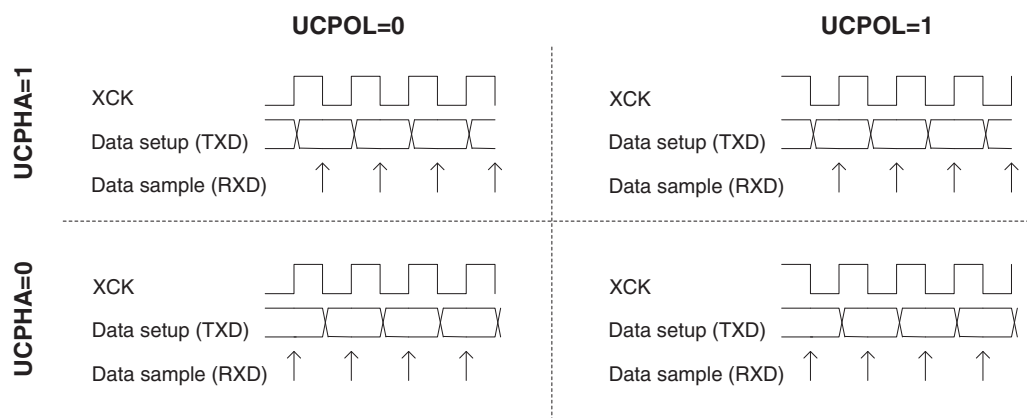 UCPOL=0
UCPOL=1
UCPHA=1
XCK
Data setup (TXD)
Data sample (RXD)
XCK
Data setup (TXD)
Data sample (RXD)
UCPHA=0
XCK
Data setup (TXD)
Data sample (RXD)
XCK
Data setup (TXD)
Data sample (RXD)